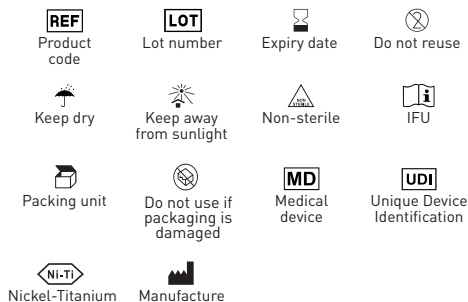 REF
Product
code
LOT
Lot number
Expiry date
2
Do not reuse
Keep dry
Keep away
from sunlight
NON
STERILE
Non-sterile
i
IFU
Packing unit
Do not use if
packaging is
damaged
MD
Medical
device
UDI
Unique Device
Identification
Ni-Ti
Nickel-Titanium
Manufacture